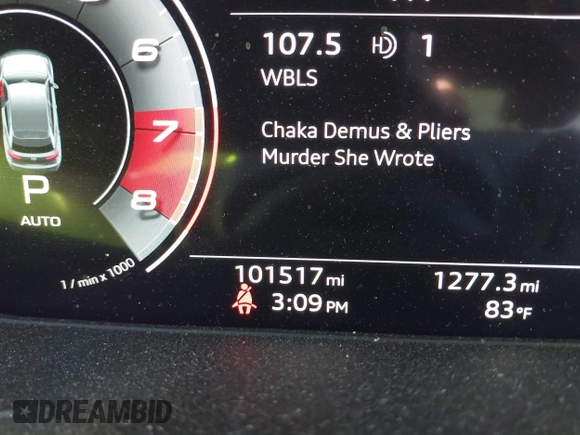 107.5 HD 1
WBLS
Chaka Demus & Pliers
Murder She Wrote
6
7
8
P
AUTO
1 / min x 1000
101517 mi 1277.3 mi
3:09 PM 83 °F
DREAMBID